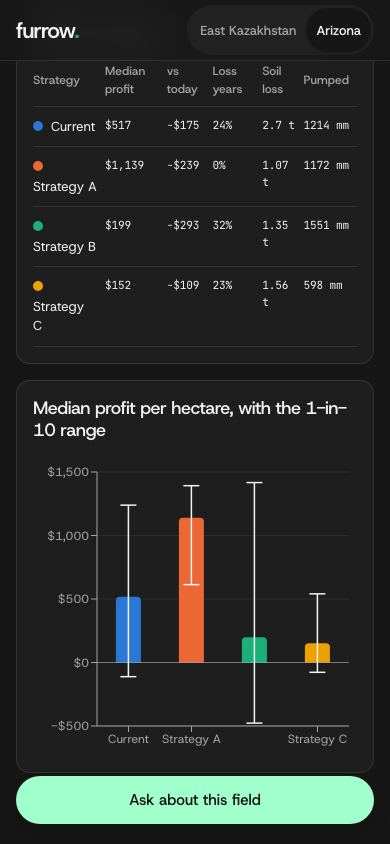 furrow.
East Kazakhstan Arizona
Strategy Median profit vs today Loss years Soil loss Pumped
Current $517 -$175 24% 2.7 t 1214 mm
Strategy A $1,139 -$239 0% 1.07 t 1172 mm
Strategy B $199 -$293 32% 1.35 t 1551 mm
Strategy C $152 -$109 23% 1.56 t 598 mm
Median profit per hectare, with the 1-in-
10 range
$1,500
$1,000
$500
$0
-$500
Current Strategy A Strategy C
Ask about this field